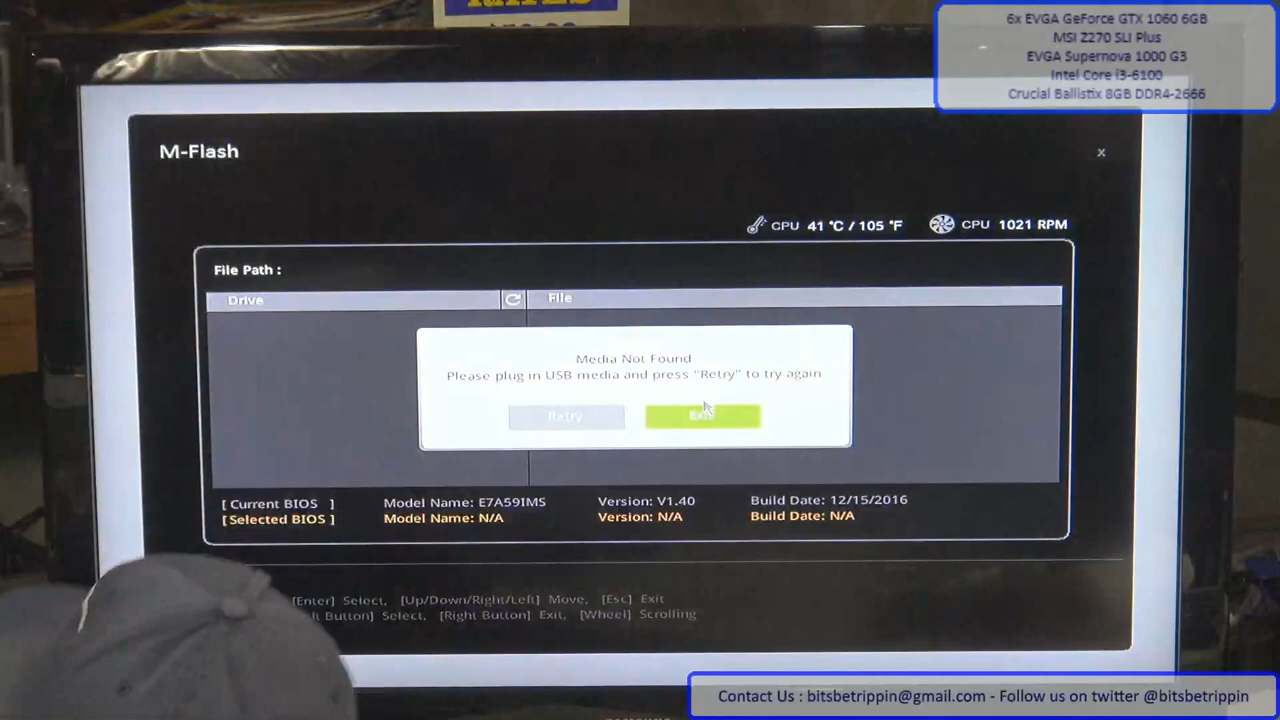 6x EVGA GeForce GTX 1060 6GB
MSI Z270 SLI Plus
EVGA Supernova 1000 G3
Intel Core i3-6100
Crucial Ballistix 8GB DDR4-2666
M-Flash
x
CPU 41 °C / 105 °F CPU 1021 RPM
File Path :
Drive File
Media Not Found
Please plug in USB media and press "Retry" to try again
Retry Exit
[ Current BIOS ] Model Name: E7A59IMS Version: V1.40 Build Date: 12/15/2016
[Selected BIOS ] Model Name: N/A Version: N/A Build Date: N/A
[Enter] Select, [Up/Down/Right/Left] Move, [Esc] Exit
Button] Select, [Right Button] Exit, [Wheel] Scrolling
Contact Us : bitsbetrippin@gmail.com - Follow us on twitter @bitsbetrippin